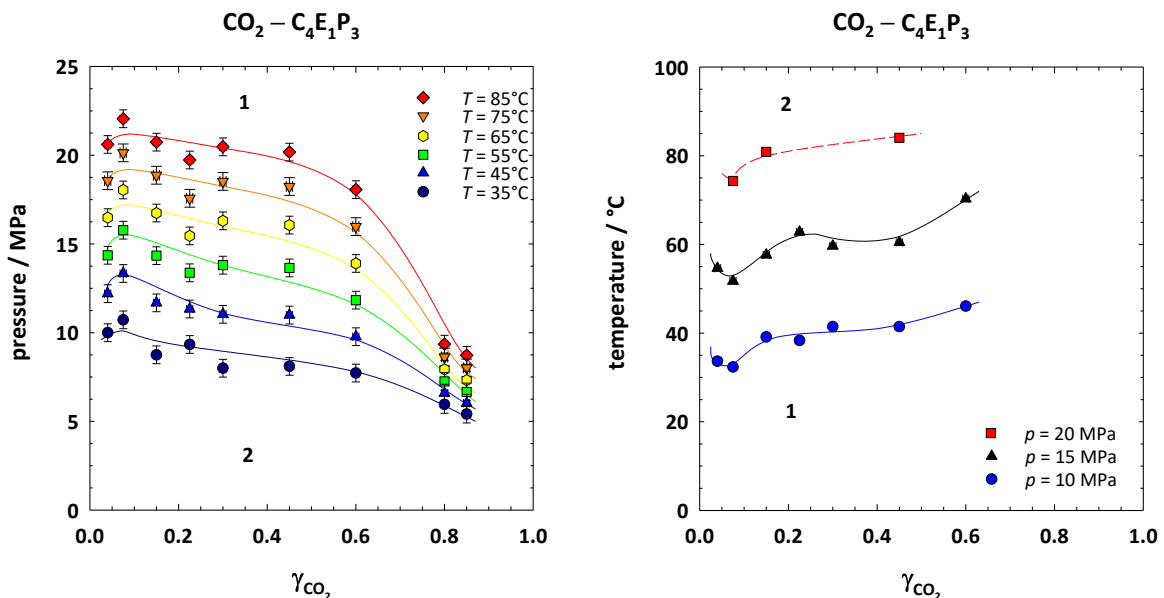 CO₂ – C₄E₁P₃
25
20
15
10
5
0
pressure / MPa
1
2
T = 85°C
T = 75°C
T = 65°C
T = 55°C
T = 45°C
T = 35°C
0.0 0.2 0.4 0.6 0.8 1.0
γCO₂
CO₂ – C₄E₁P₃
100
80
60
40
20
0
temperature / °C
2
1
p = 20 MPa
p = 15 MPa
p = 10 MPa
0.0 0.2 0.4 0.6 0.8 1.0
γCO₂